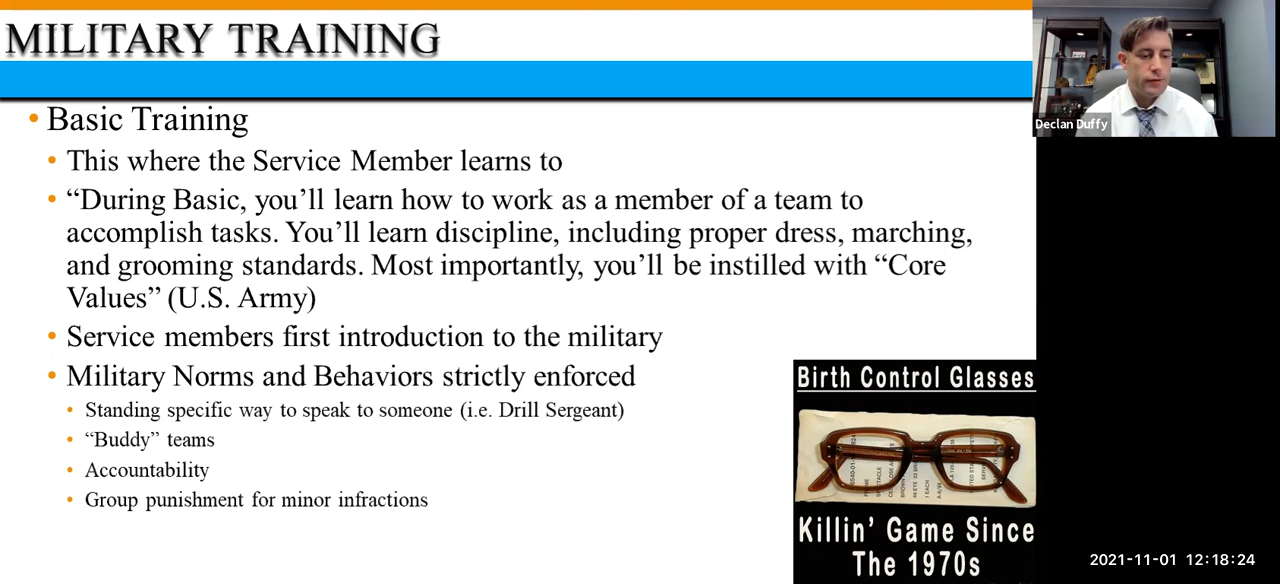 MILITARY TRAINING
Declan Duffy
Basic Training
This where the Service Member learns to
“During Basic, you’ll learn how to work as a member of a team to
accomplish tasks. You’ll learn discipline, including proper dress, marching,
and grooming standards. Most importantly, you’ll be instilled with “Core
Values” (U.S. Army)
Service members first introduction to the military
Military Norms and Behaviors strictly enforced
Standing specific way to speak to someone (i.e. Drill Sergeant)
“Buddy” teams
Accountability
Group punishment for minor infractions
Birth Control Glasses
Killin’ Game Since
The 1970s
2021-11-01 12:18:24